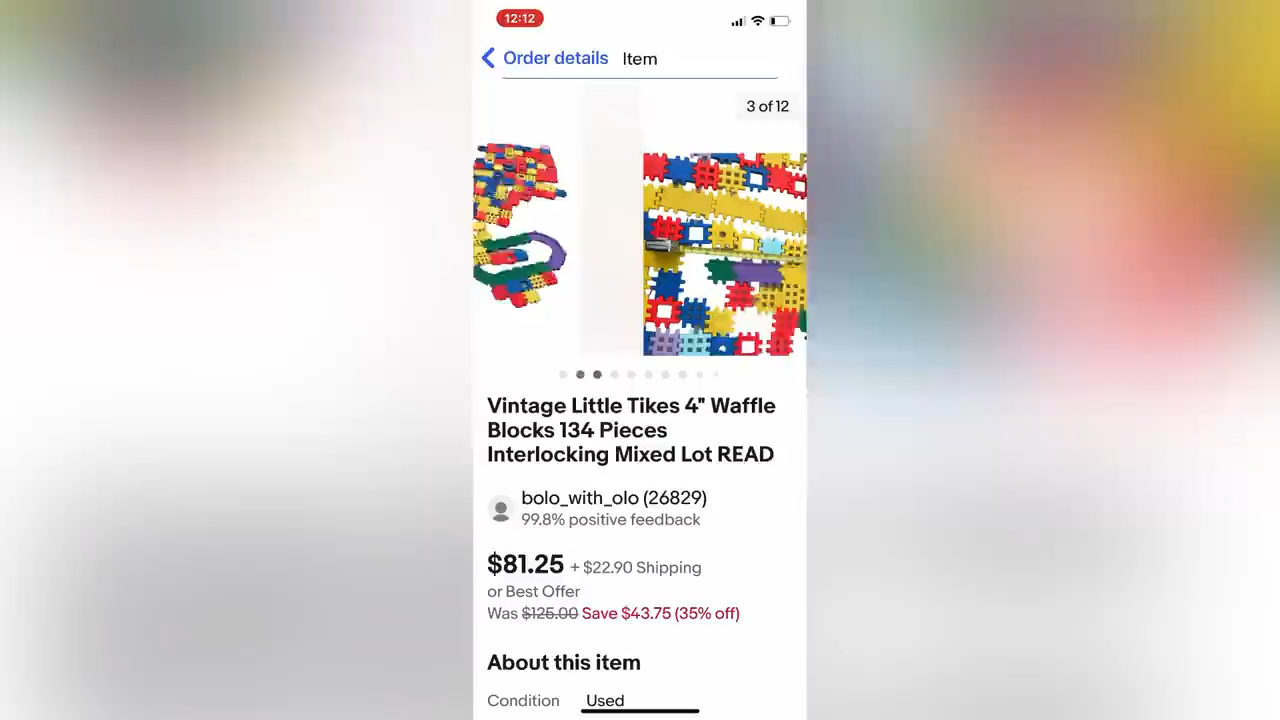 12:12
Order details Item
3 of 12
Vintage Little Tikes 4" Waffle
Blocks 134 Pieces
Interlocking Mixed Lot READ
bolo_with_olo (26829)
99.8% positive feedback
$81.25 + $22.90 Shipping
or Best Offer
Was $125.00 Save $43.75 (35% off)
About this item
Condition Used